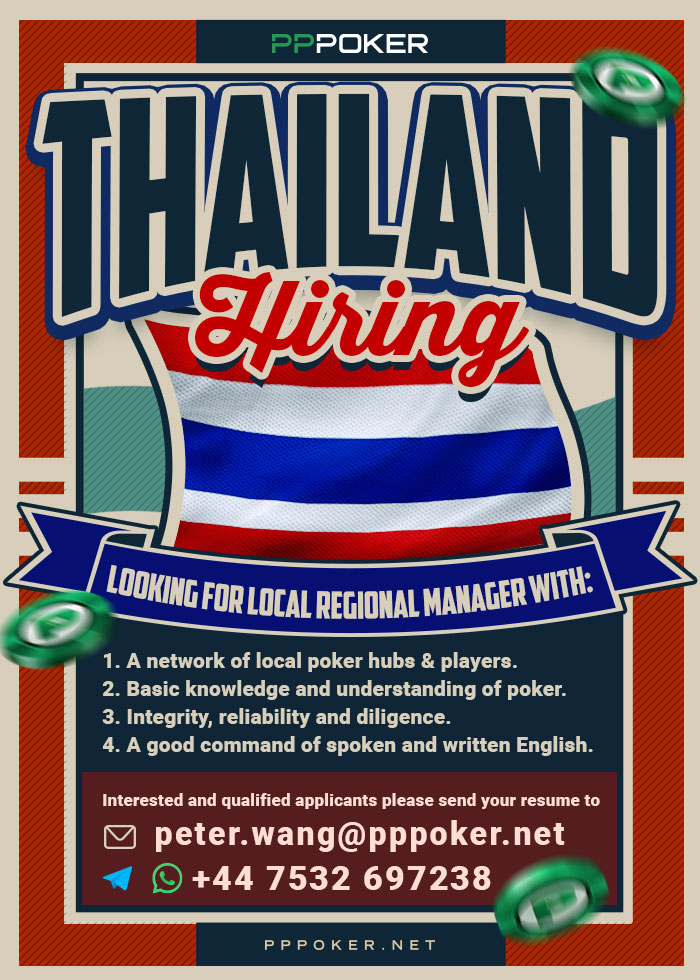 PPPOKER
THAILAND
Hiring
LOOKING FOR LOCAL REGIONAL MANAGER WITH:
1. A network of local poker hubs & players.
2. Basic knowledge and understanding of poker.
3. Integrity, reliability and diligence.
4. A good command of spoken and written English.
Interested and qualified applicants please send your resume to
peter.wang@pppoker.net
+44 7532 697238
PPPOKER.NET